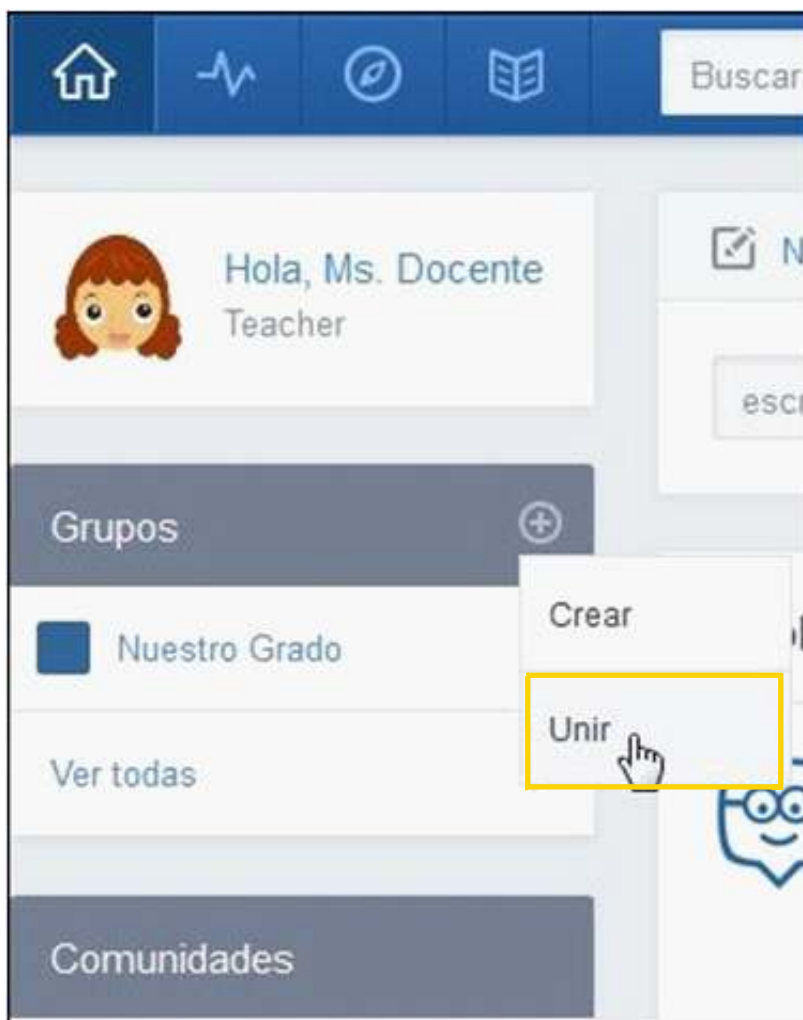 Buscar
Hola, Ms. Docente
Teacher
Grupos
Crear
Nuestro Grado
Unir
Ver todas
Comunidades